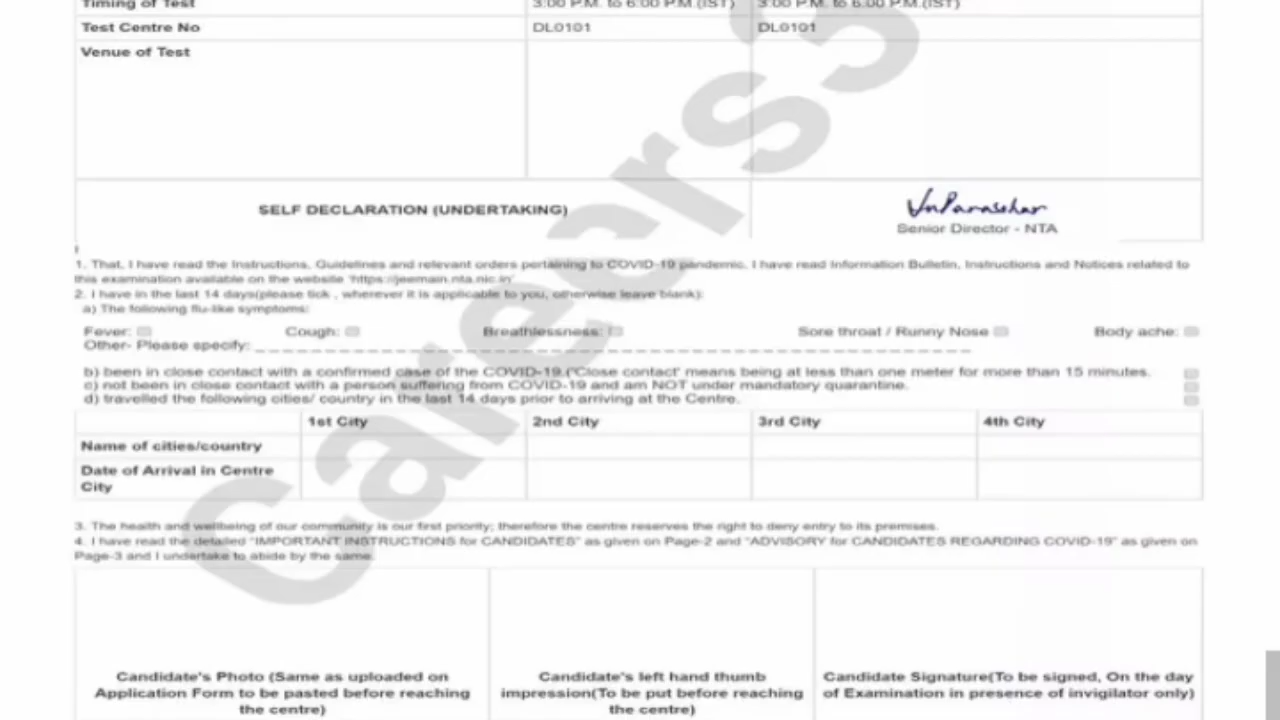 Timing of Test 3:00 P.M. to 6:00 P.M.(IST) 3:00 P.M. to 6:00 P.M.(IST)
Test Centre No DL0101 DL0101
Venue of Test
SELF DECLARATION (UNDERTAKING)
VnParashar
Senior Director - NTA
I
1. That, I have read the Instructions, Guidelines and relevant orders pertaining to COVID-19 pandemic. I have read Information Bulletin, Instructions and Notices related to
this examination available on the website 'https://jeemain.nta.nic.in'
2. I have in the last 14 days(please tick , wherever it is applicable to you, otherwise leave blank):
a) The following flu-like symptoms:
Fever: Cough: Breathlessness: Sore throat / Runny Nose Body ache:
Other- Please specify:
b) been in close contact with a confirmed case of the COVID-19.('Close contact' means being at less than one meter for more than 15 minutes.
c) not been in close contact with a person suffering from COVID-19 and am NOT under mandatory quarantine.
d) travelled the following cities/ country in the last 14 days prior to arriving at the Centre.
1st City 2nd City 3rd City 4th City
Name of cities/country
Date of Arrival in Centre
City
3. The health and wellbeing of our community is our first priority; therefore the centre reserves the right to deny entry to its premises.
4. I have read the detailed "IMPORTANT INSTRUCTIONS for CANDIDATES" as given on Page-2 and "ADVISORY for CANDIDATES REGARDING COVID-19" as given on
Page-3 and I undertake to abide by the same.
Candidate's Photo (Same as uploaded on
Application Form to be pasted before reaching
the centre)
Candidate's left hand thumb
impression(To be put before reaching
the centre)
Candidate Signature(To be signed, On the day
of Examination in presence of invigilator only)
Careers3